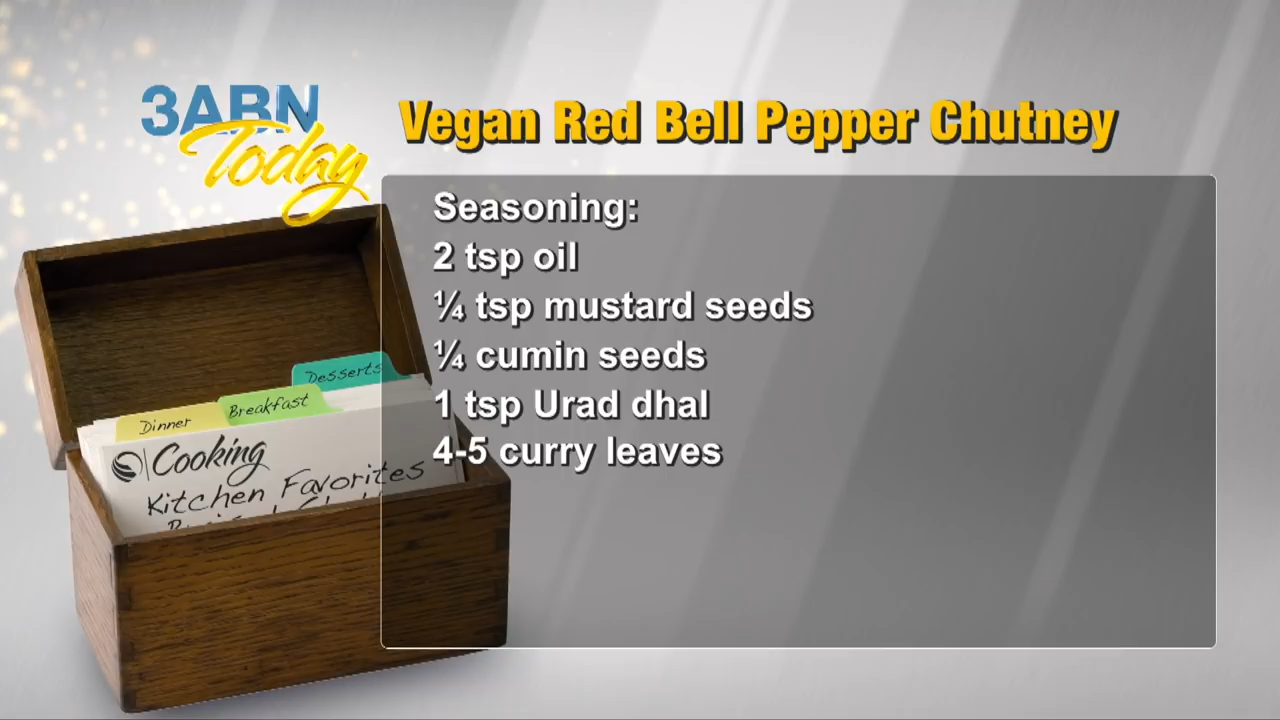 3ABN
Today
Vegan Red Bell Pepper Chutney
Seasoning:
2 tsp oil
¼ tsp mustard seeds
¼ cumin seeds
1 tsp Urad dhal
4-5 curry leaves
Desserts
Breakfast
Dinner
Cooking
Kitchen Favorites